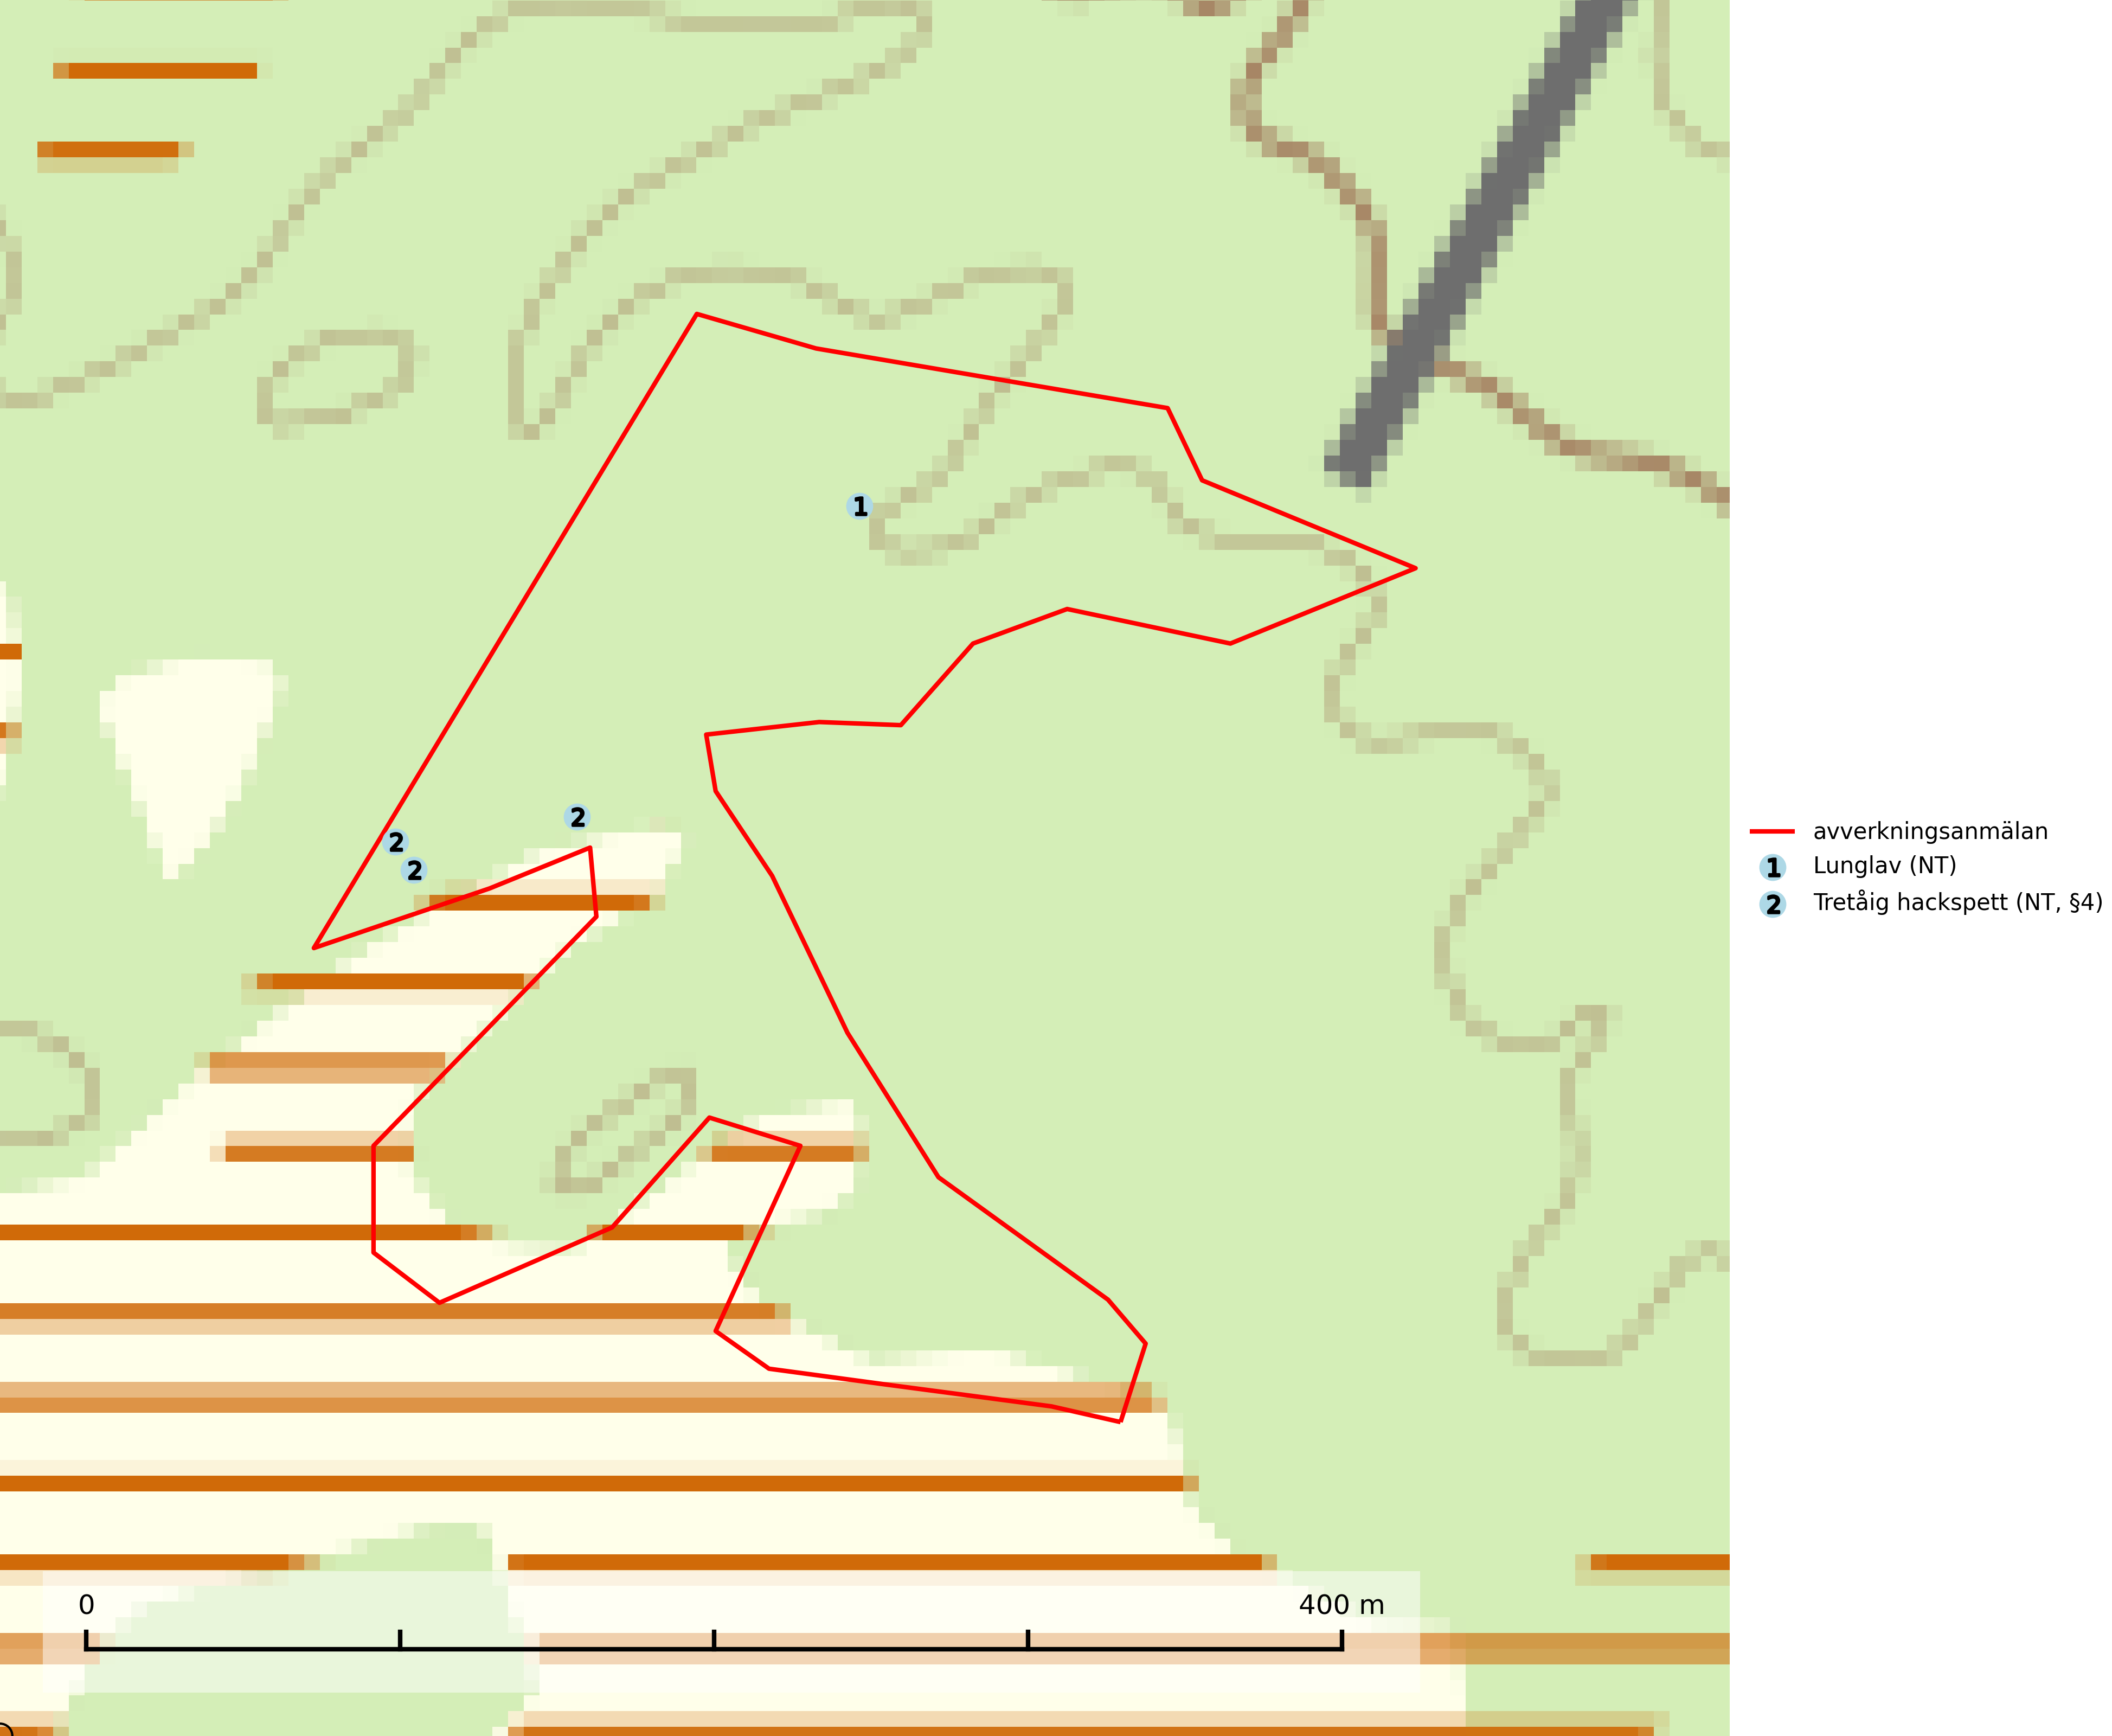 1
2
2
2
avverkningsanmälan
1 Lunglav (NT)
2 Tretåig hackspett (NT, §4)
0 400 m